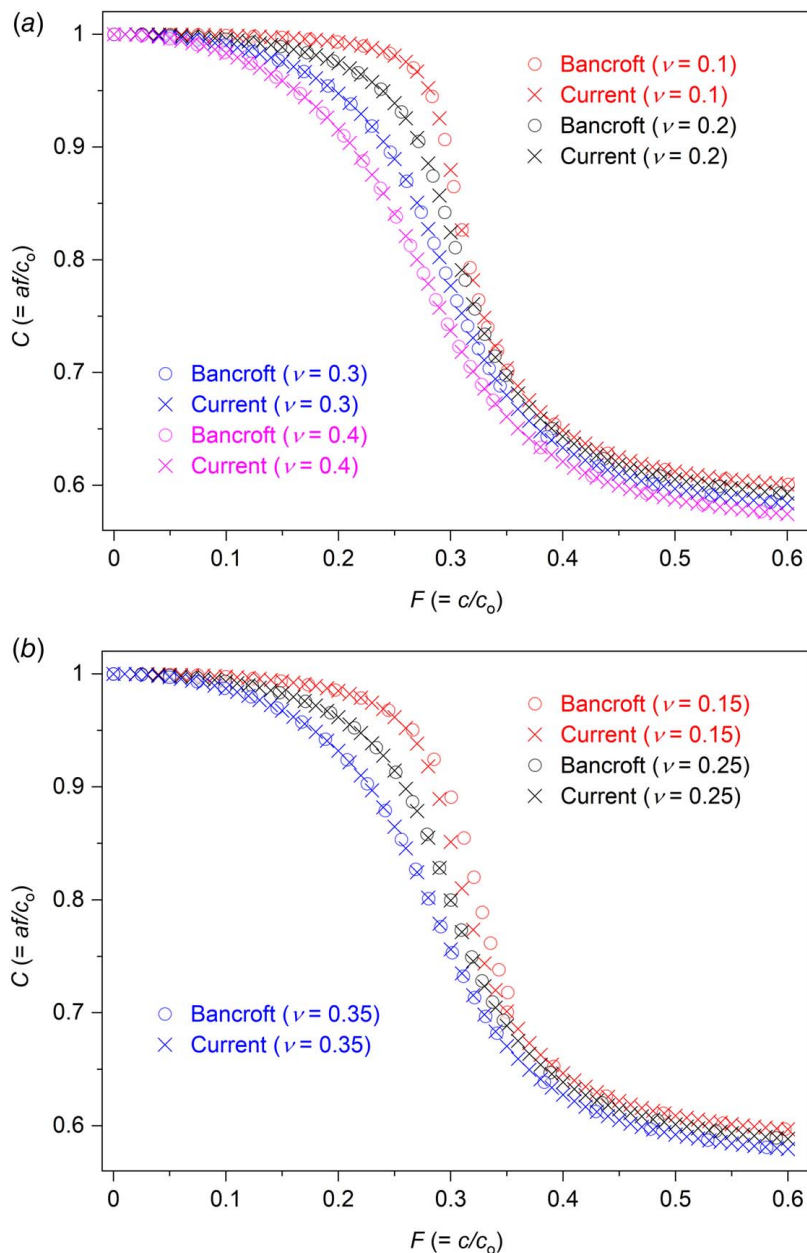 (a)
1
0.9
0.8
0.7
0.6
C (= af/c₀)
Bancroft (ν = 0.1)
Current (ν = 0.1)
Bancroft (ν = 0.2)
Current (ν = 0.2)
Bancroft (ν = 0.3)
Current (ν = 0.3)
Bancroft (ν = 0.4)
Current (ν = 0.4)
0 0.1 0.2 0.3 0.4 0.5 0.6
F (= c/c₀)
(b)
1
0.9
0.8
0.7
0.6
C (= af/c₀)
Bancroft (ν = 0.15)
Current (ν = 0.15)
Bancroft (ν = 0.25)
Current (ν = 0.25)
Bancroft (ν = 0.35)
Current (ν = 0.35)
0 0.1 0.2 0.3 0.4 0.5 0.6
F (= c/c₀)